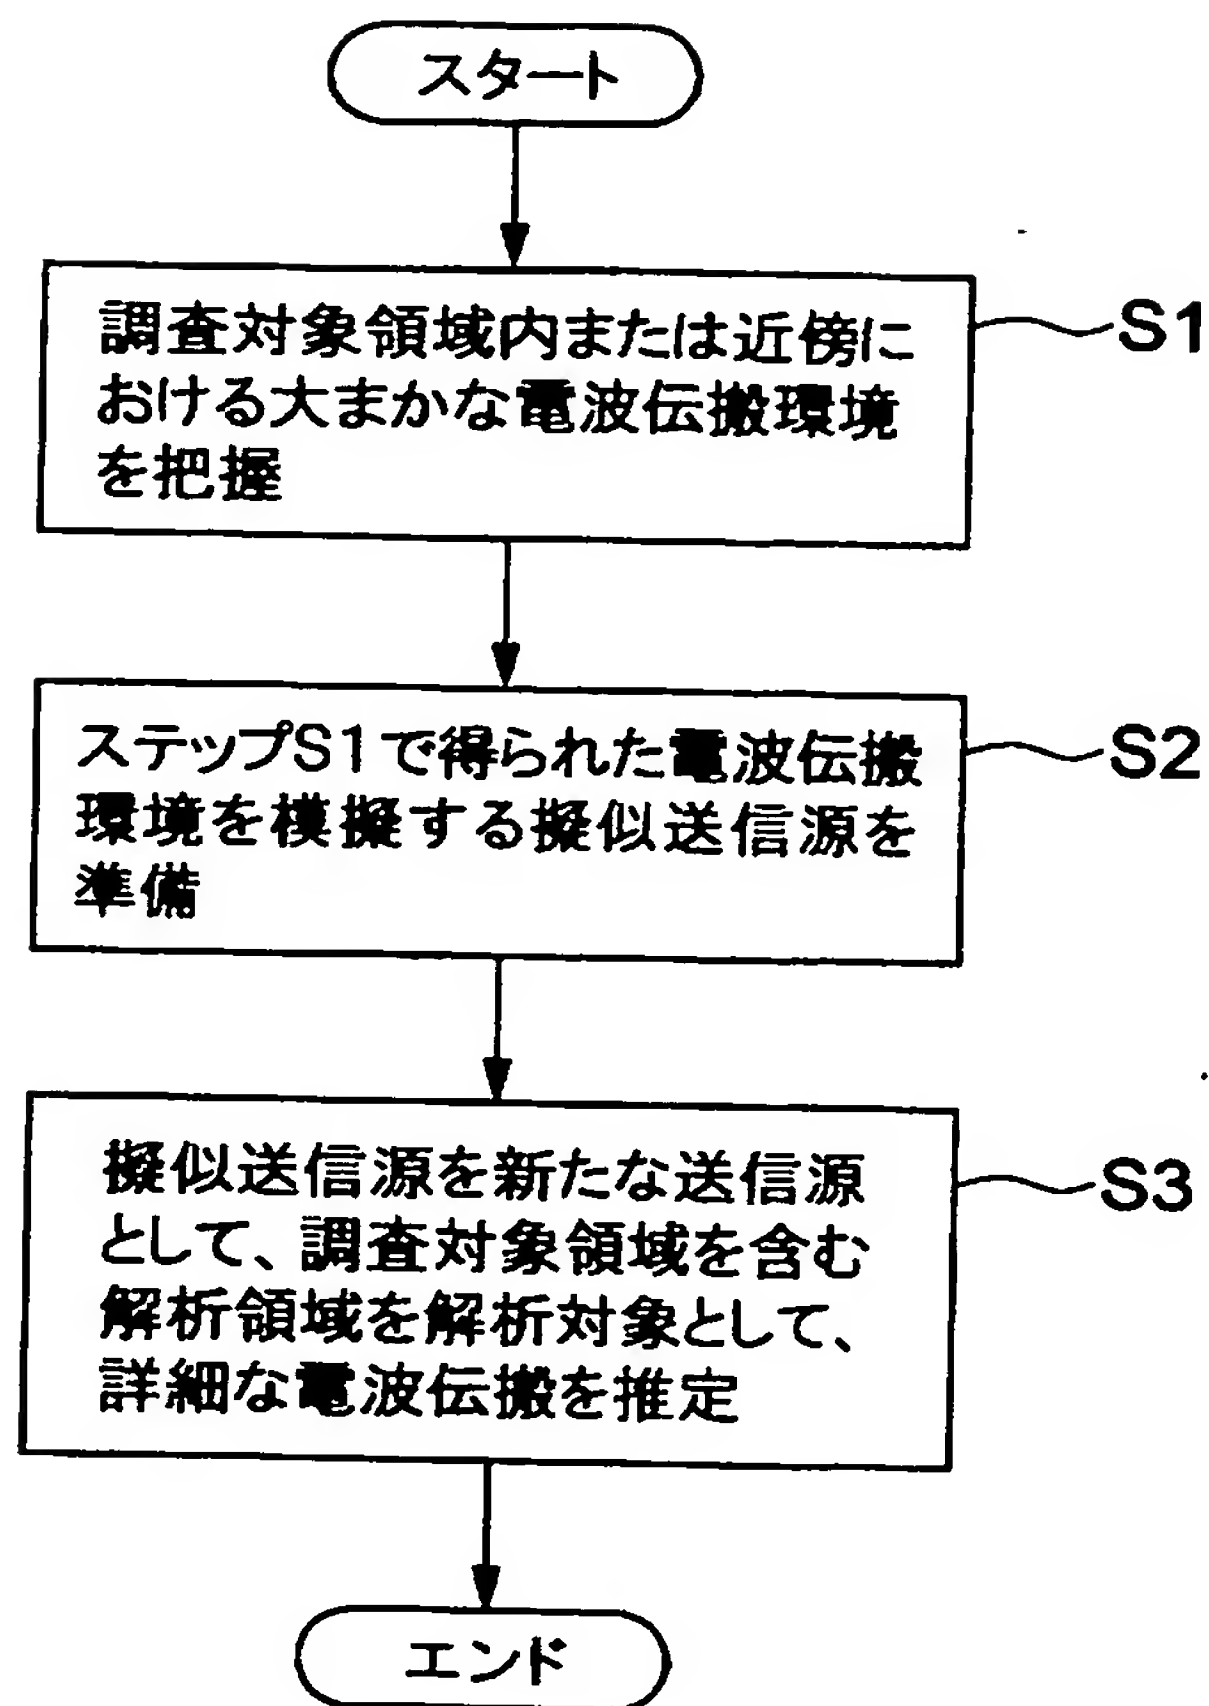 スタート
調査対象領域内または近傍に
おける大まかな電波伝搬環境
を把握
S1
ステップS1で得られた電波伝搬
環境を模擬する擬似送信源を
準備
S2
擬似送信源を新たな送信源
として、調査対象領域を含む
解析領域を解析対象として、
詳細な電波伝搬を推定
S3
エンド